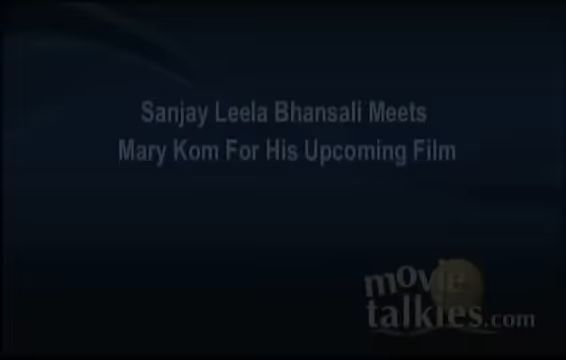 Sanjay Leela Bhansali Meets
Mary Kom For His Upcoming Film
movie
talkies.com